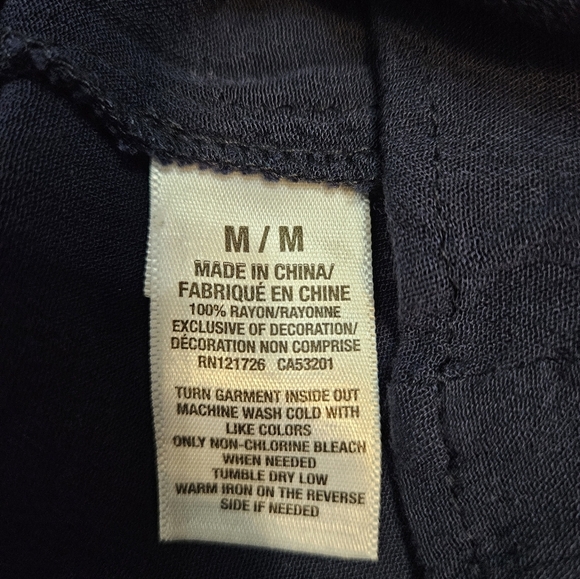 M / M
MADE IN CHINA/
FABRIQUÉ EN CHINE
100% RAYON/RAYONNE
EXCLUSIVE OF DECORATION/
DÉCORATION NON COMPRISE
RN121726 CA53201
TURN GARMENT INSIDE OUT
MACHINE WASH COLD WITH
LIKE COLORS
ONLY NON-CHLORINE BLEACH
WHEN NEEDED
TUMBLE DRY LOW
WARM IRON ON THE REVERSE
SIDE IF NEEDED